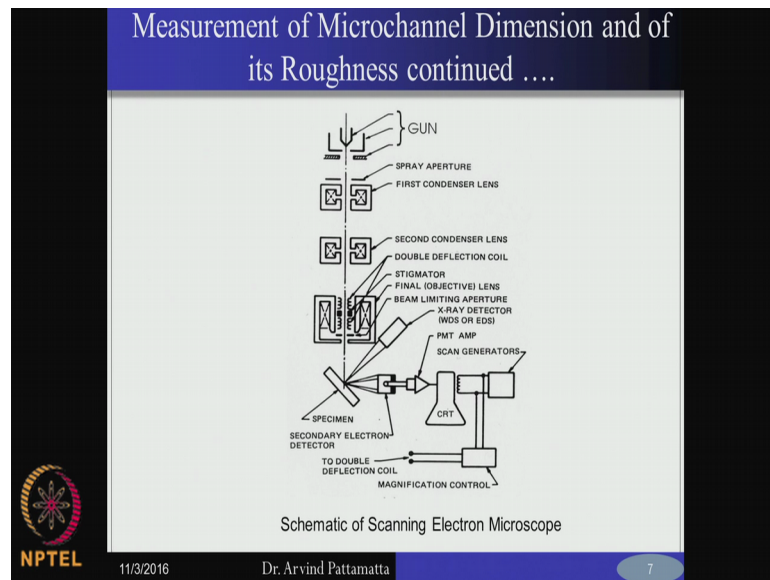 Measurement of Microchannel Dimension and of
its Roughness continued ….
GUN
SPRAY APERTURE
FIRST CONDENSER LENS
SECOND CONDENSER LENS
DOUBLE DEFLECTION COIL
STIGMATOR
FINAL (OBJECTIVE) LENS
BEAM LIMITING APERTURE
X-RAY DETECTOR
(WDS OR EDS)
PMT AMP
SCAN GENERATORS
CRT
SPECIMEN
SECONDARY ELECTRON
DETECTOR
TO DOUBLE
DEFLECTION COIL
MAGNIFICATION CONTROL
Schematic of Scanning Electron Microscope
NPTEL
11/3/2016
Dr. Arvind Pattamatta
7